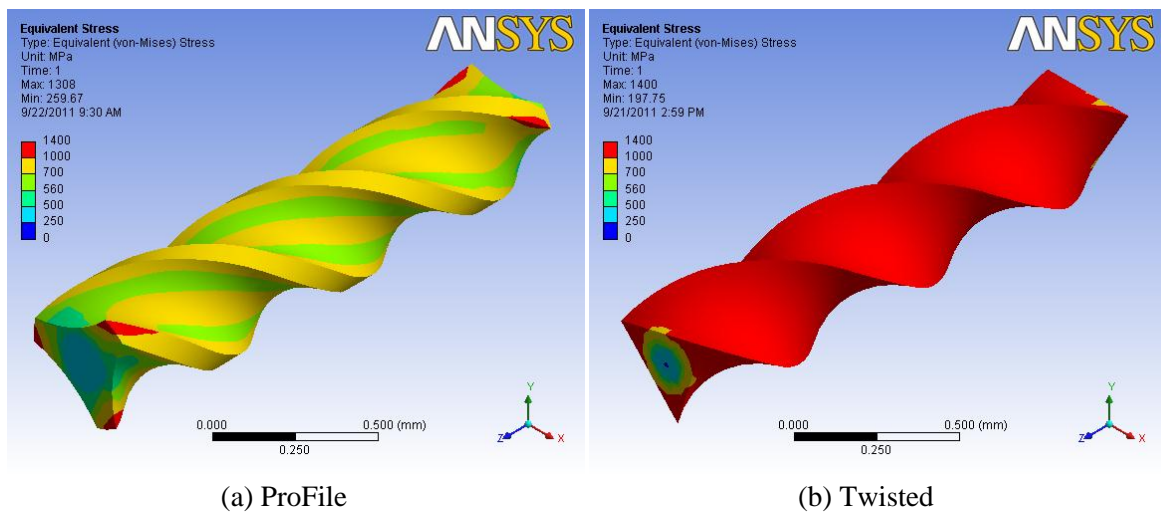 Equivalent Stress
Type: Equivalent (von-Mises) Stress
Unit: MPa
Time: 1
Max: 1308
Min: 259.67
9/22/2011 9:30 AM
ANSYS
1400
1000
700
560
500
250
0
0.000
0.500 (mm)
0.250
Y
Z
X
(a) ProFile
Equivalent Stress
Type: Equivalent (von-Mises) Stress
Unit: MPa
Time: 1
Max: 1400
Min: 197.75
9/21/2011 2:59 PM
ANSYS
1400
1000
700
560
500
250
0
0.000
0.500 (mm)
0.250
Y
Z
X
(b) Twisted